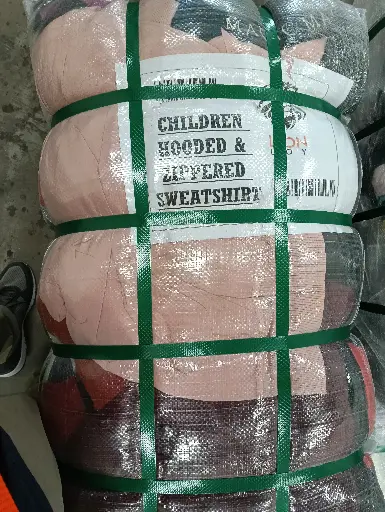 CHILDREN
HOODED &
ZIPPERED
SWEATSHIRT